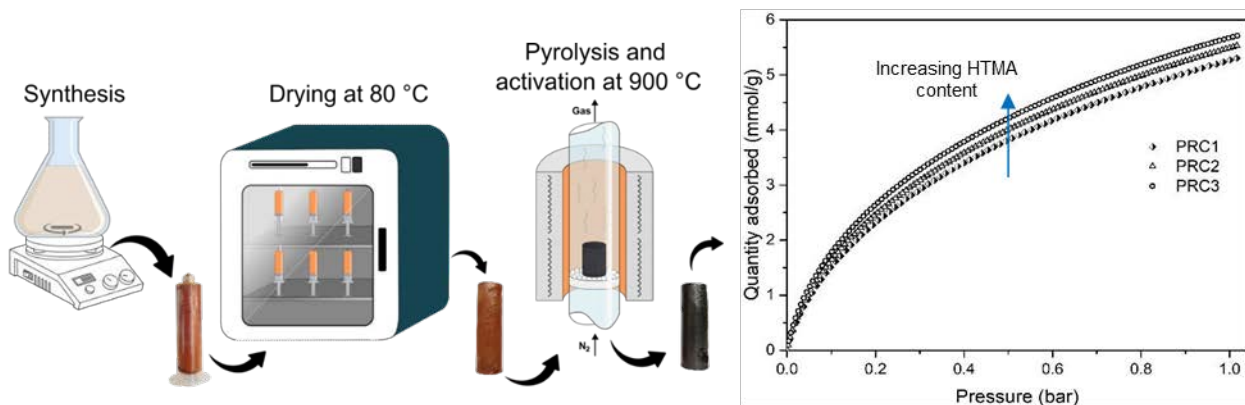 Synthesis
Drying at 80 °C
Pyrolysis and
activation at 900 °C
Gas
N₂
Quantity adsorbed (mmol/g)
6
5
4
3
2
1
0
Increasing HTMA
content
PRC1
PRC2
PRC3
0.0 0.2 0.4 0.6 0.8 1.0
Pressure (bar)